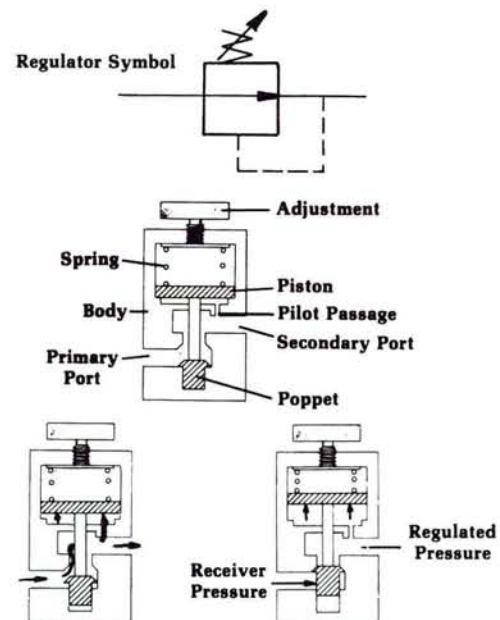 Regulator Symbol
Adjustment
Spring
Piston
Body
Pilot Passage
Secondary Port
Primary
Port
Poppet
Regulated
Pressure
Receiver
Pressure